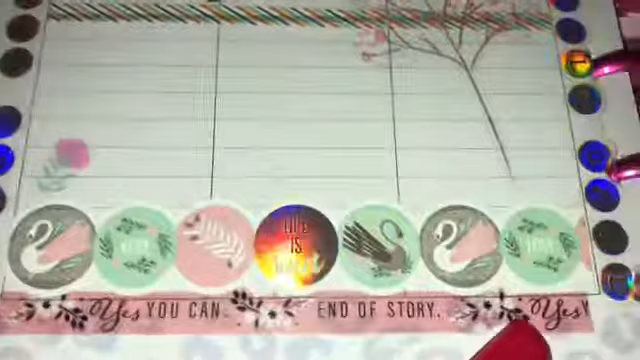 life
IS
Yes YOU CAN. END OF STORY. Yes Y